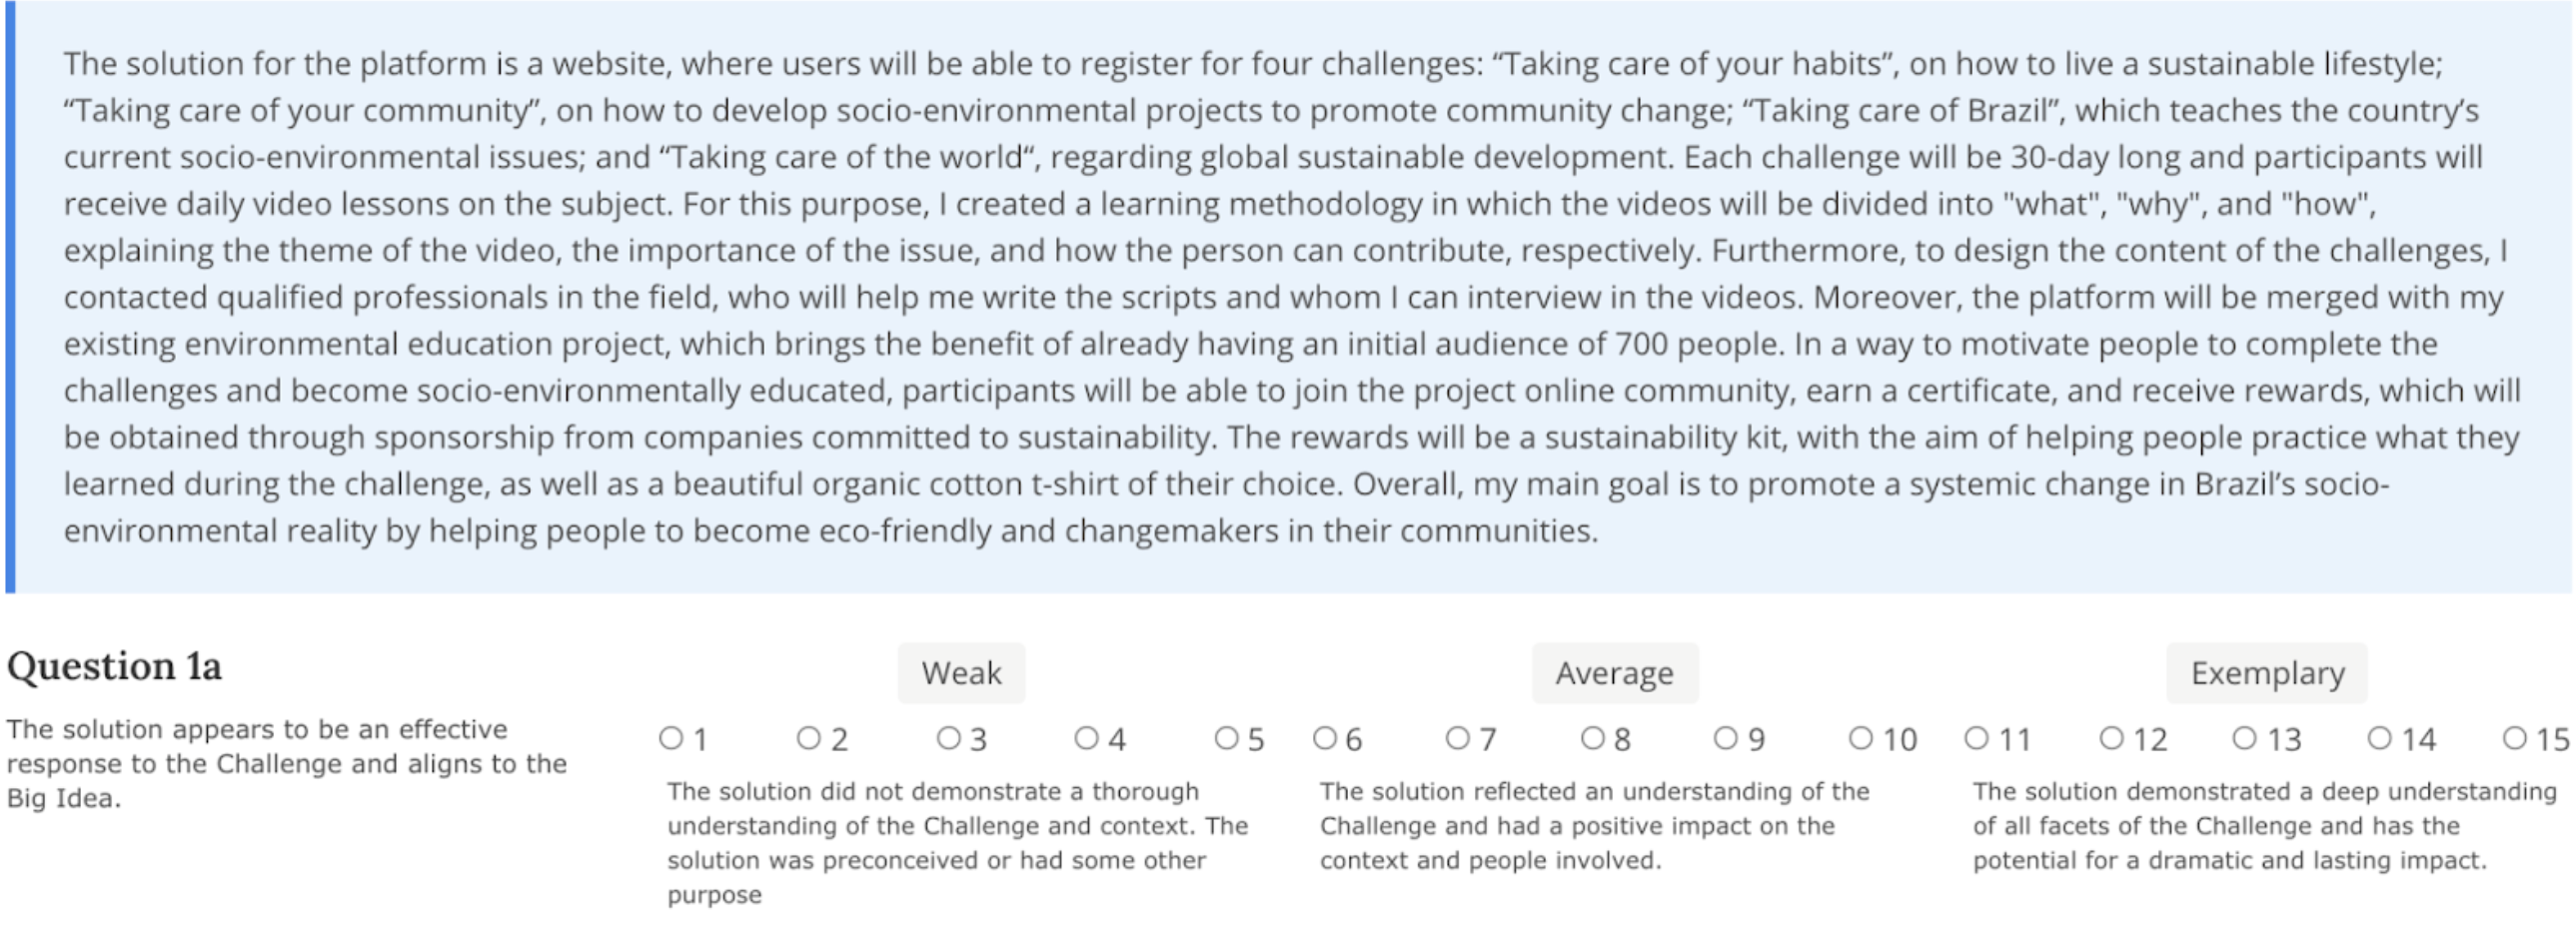 The solution for the platform is a website, where users will be able to register for four challenges: “Taking care of your habits”, on how to live a sustainable lifestyle;
“Taking care of your community”, on how to develop socio-environmental projects to promote community change; “Taking care of Brazil”, which teaches the country’s
current socio-environmental issues; and “Taking care of the world“, regarding global sustainable development. Each challenge will be 30-day long and participants will
receive daily video lessons on the subject. For this purpose, I created a learning methodology in which the videos will be divided into "what", "why", and "how",
explaining the theme of the video, the importance of the issue, and how the person can contribute, respectively. Furthermore, to design the content of the challenges, I
contacted qualified professionals in the field, who will help me write the scripts and whom I can interview in the videos. Moreover, the platform will be merged with my
existing environmental education project, which brings the benefit of already having an initial audience of 700 people. In a way to motivate people to complete the
challenges and become socio-environmentally educated, participants will be able to join the project online community, earn a certificate, and receive rewards, which will
be obtained through sponsorship from companies committed to sustainability. The rewards will be a sustainability kit, with the aim of helping people practice what they
learned during the challenge, as well as a beautiful organic cotton t-shirt of their choice. Overall, my main goal is to promote a systemic change in Brazil’s socio-
environmental reality by helping people to become eco-friendly and changemakers in their communities.
Question 1a
The solution appears to be an effective
response to the Challenge and aligns to the
Big Idea.
Weak
1 2 3 4 5
The solution did not demonstrate a thorough
understanding of the Challenge and context. The
solution was preconceived or had some other
purpose
Average
6 7 8 9 10
The solution reflected an understanding of the
Challenge and had a positive impact on the
context and people involved.
Exemplary
11 12 13 14 15
The solution demonstrated a deep understanding
of all facets of the Challenge and has the
potential for a dramatic and lasting impact.